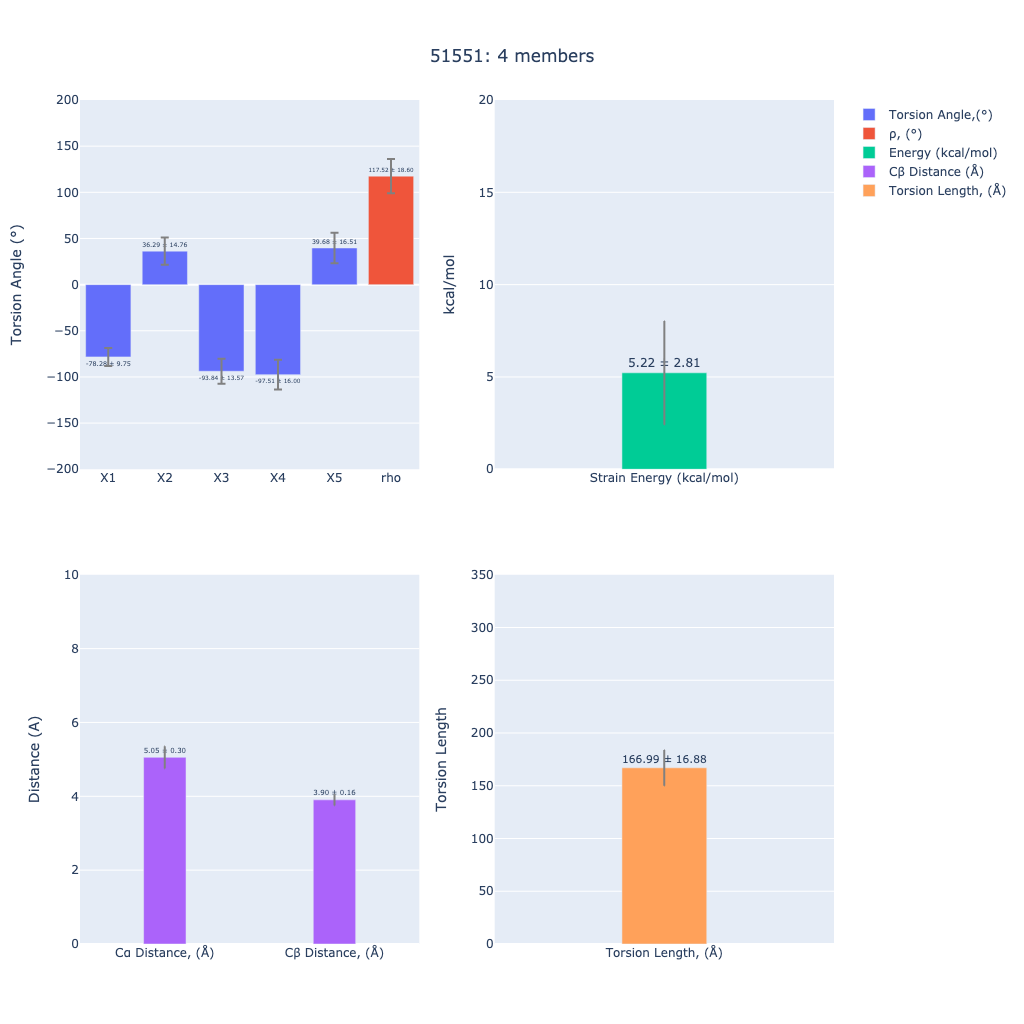 51551: 4 members
Torsion Angle (°)
200
150
100
50
0
−50
−100
−150
−200
-78.28 ± 9.75
36.29 ± 14.76
-93.84 ± 13.57
-97.51 ± 16.00
39.68 ± 16.51
117.52 ± 18.60
X1 X2 X3 X4 X5 rho
kcal/mol
20
15
10
5
0
5.22 ± 2.81
Strain Energy (kcal/mol)
Torsion Angle,(°)
ρ, (°)
Energy (kcal/mol)
Cβ Distance (Å)
Torsion Length, (Å)
Distance (A)
10
8
6
4
2
0
5.05 ± 0.30
3.90 ± 0.16
Cα Distance, (Å) Cβ Distance, (Å)
Torsion Length
350
300
250
200
150
100
50
0
166.99 ± 16.88
Torsion Length, (Å)